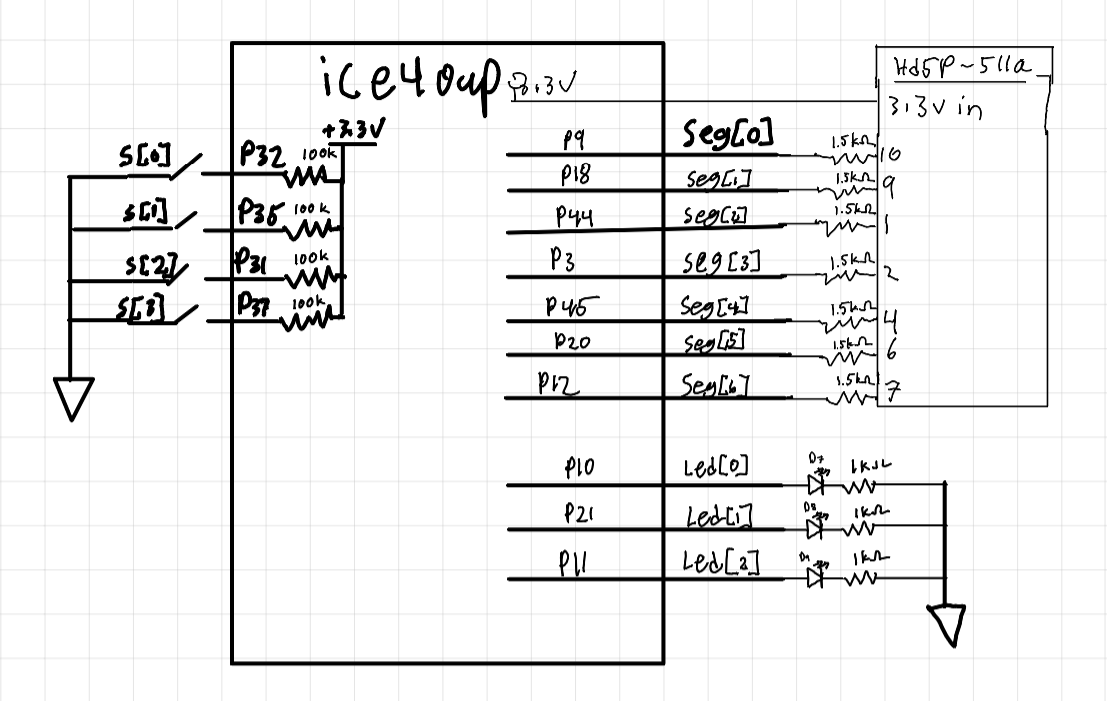 ice40up
3.3V
Hd5P-511a
3.3V in
+3.3V
S[0]
P32
100k
S[1]
P35
100k
S[2]
P31
100k
S[3]
P37
100k
P9
Seg[0]
1.5kΩ
10
P18
Seg[1]
1.5kΩ
9
P44
Seg[2]
1.5kΩ
1
P3
Seg[3]
1.5kΩ
2
P45
Seg[4]
1.5kΩ
4
P20
Seg[5]
1.5kΩ
6
P12
Seg[6]
1.5kΩ
7
P10
Led[0]
D7
1kΩ
P21
Led[1]
D8
1kΩ
P11
Led[2]
1kΩ